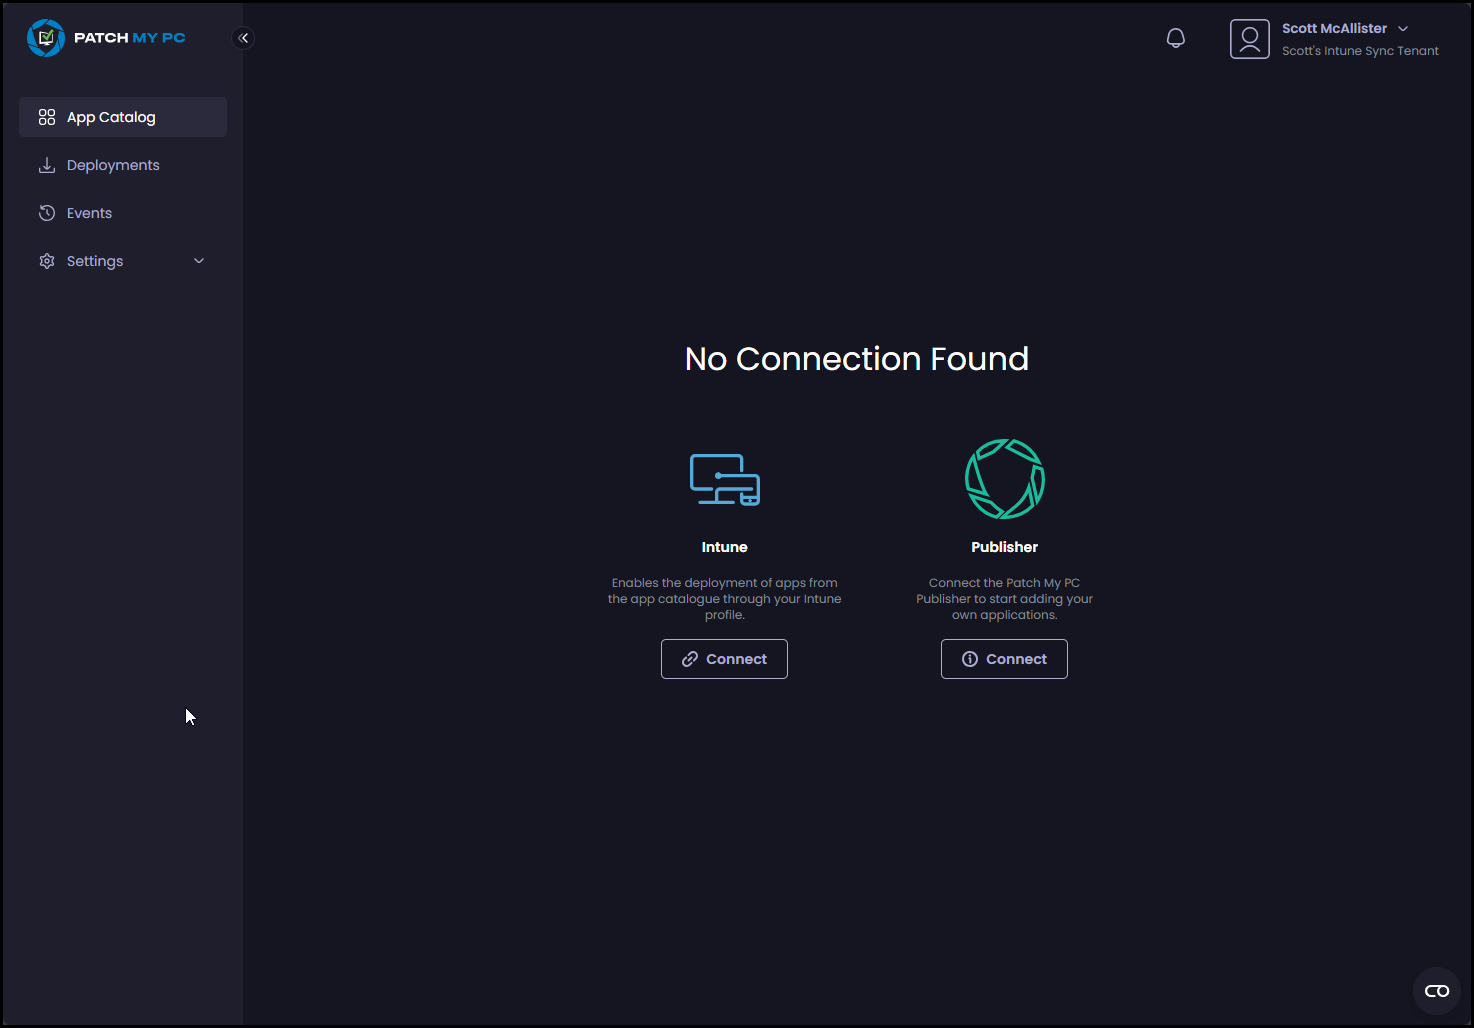 PATCH MY PC
Scott McAllister
Scott's Intune Sync Tenant
App Catalog
Deployments
Events
Settings
No Connection Found
Intune
Enables the deployment of apps from
the app catalogue through your Intune
profile.
Connect
Publisher
Connect the Patch My PC
Publisher to start adding your
own applications.
Connect